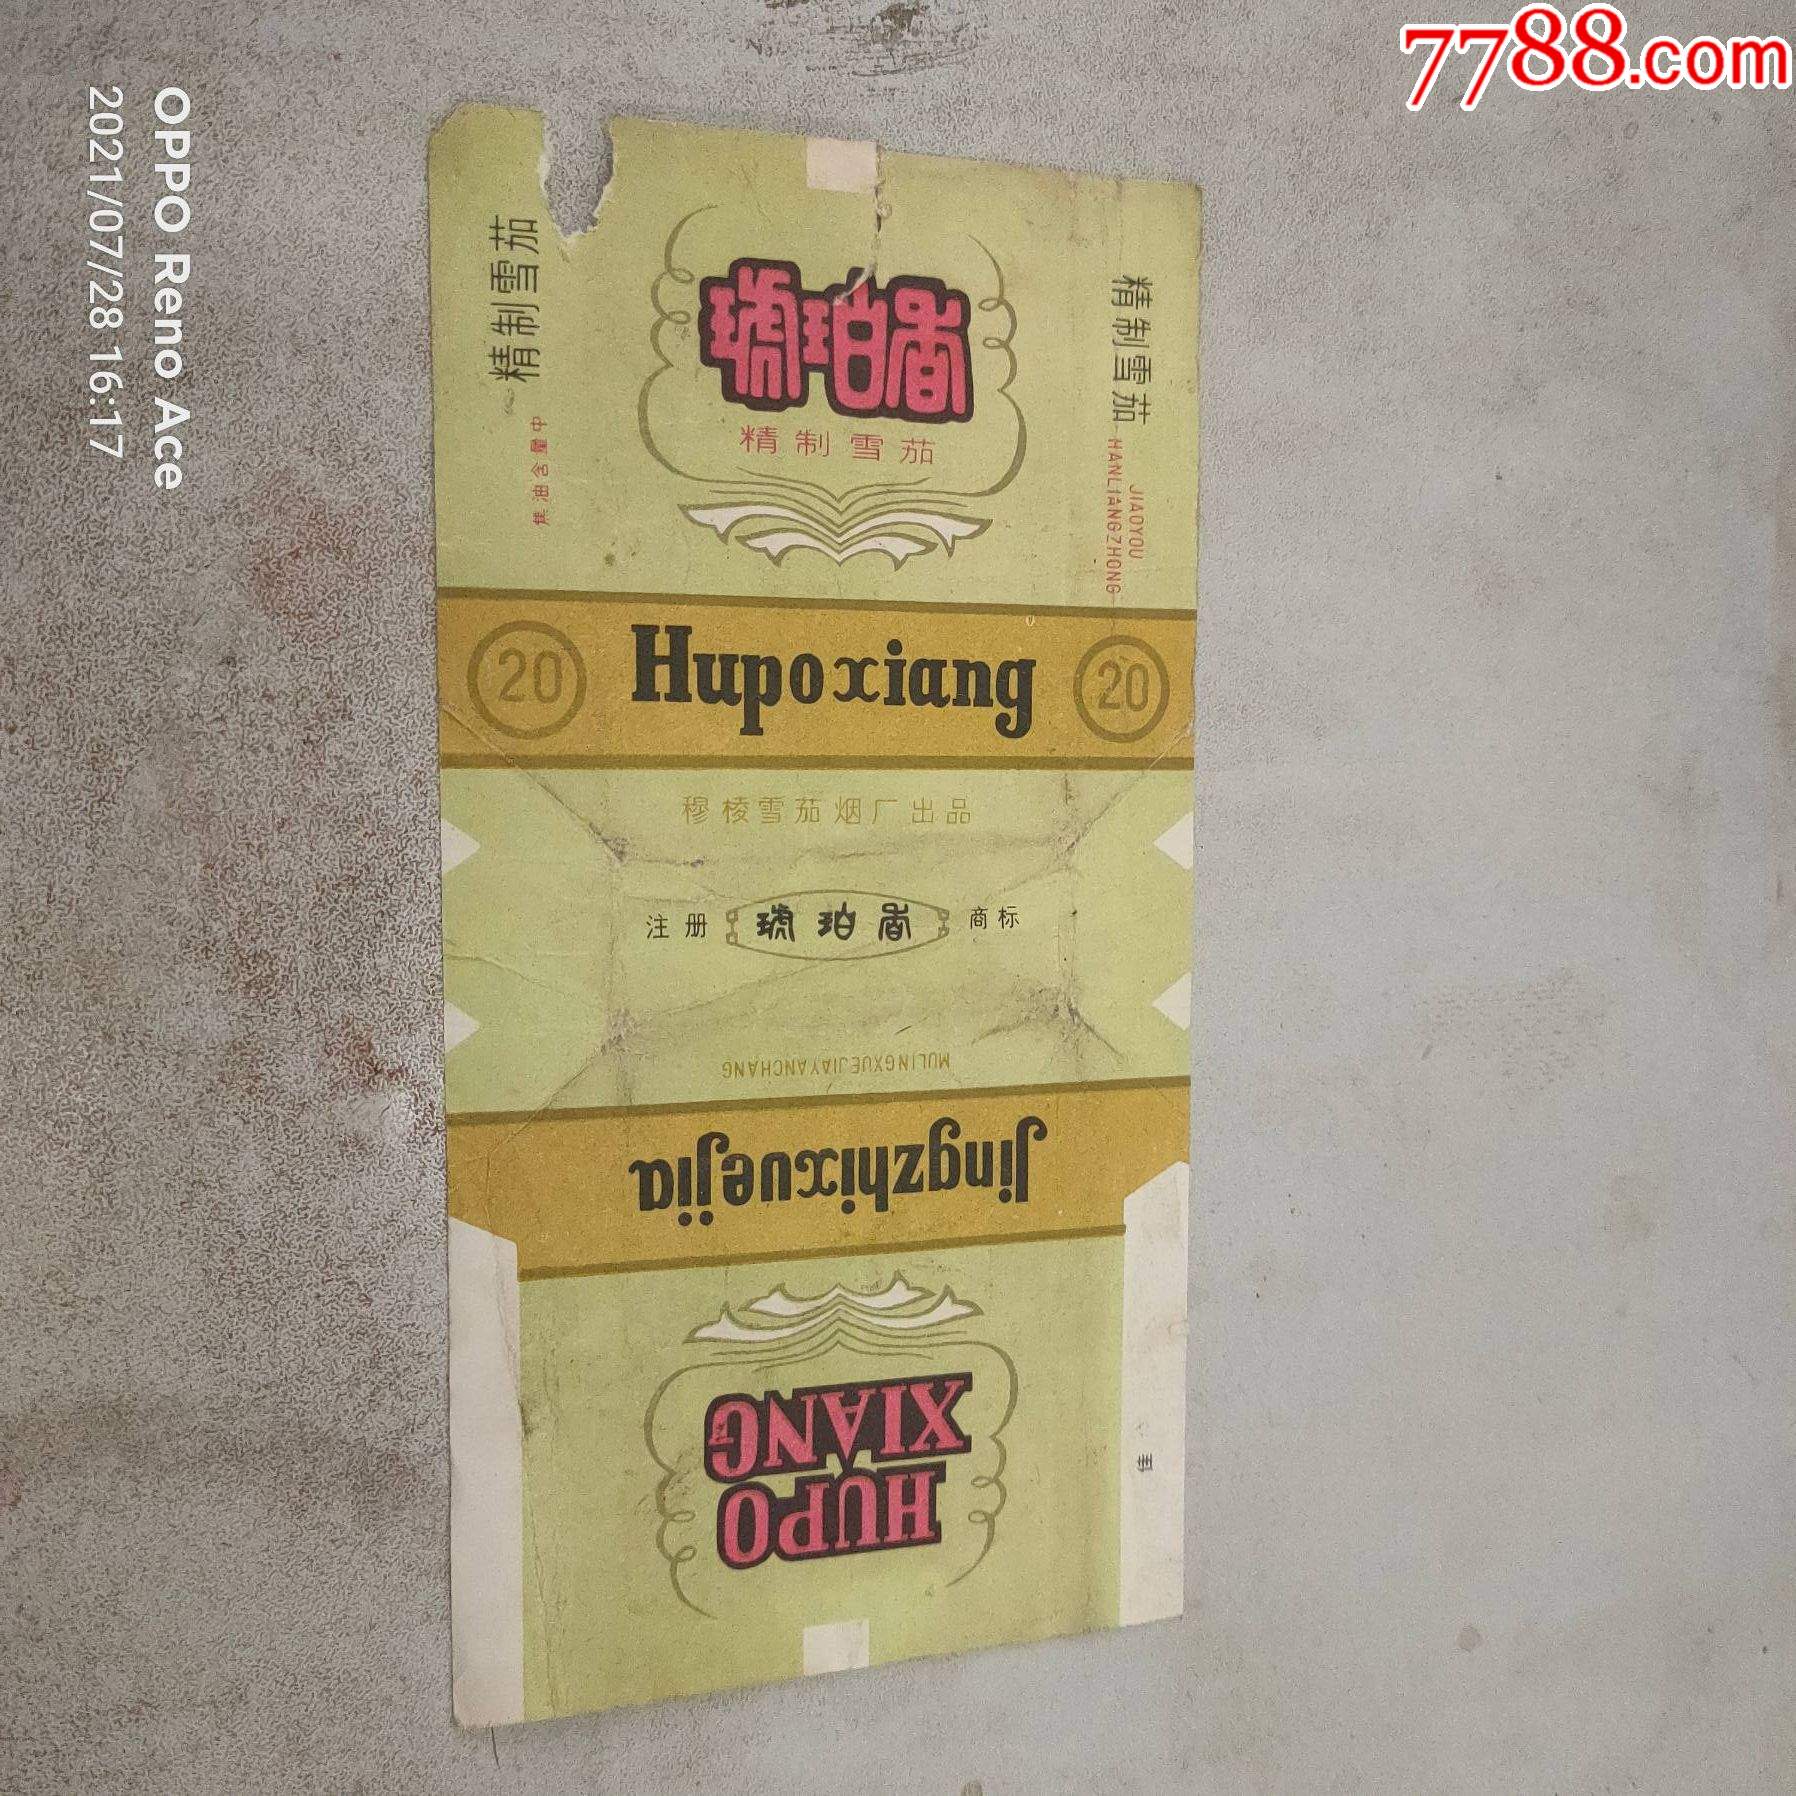 7788.com
OPPO Reno Ace
2021/07/28 16:17
精制雪茄
焦油含量中
琥珀香
精制雪茄
精制雪茄
JIAOYOU
HANLIANGZHONG
20
Hupoxiang
20
穆棱雪茄烟厂出品
注册
琥珀香
商标
MULINGXUEJIAYANCHANG
Jingzhixuejia
HUPO
XIANG